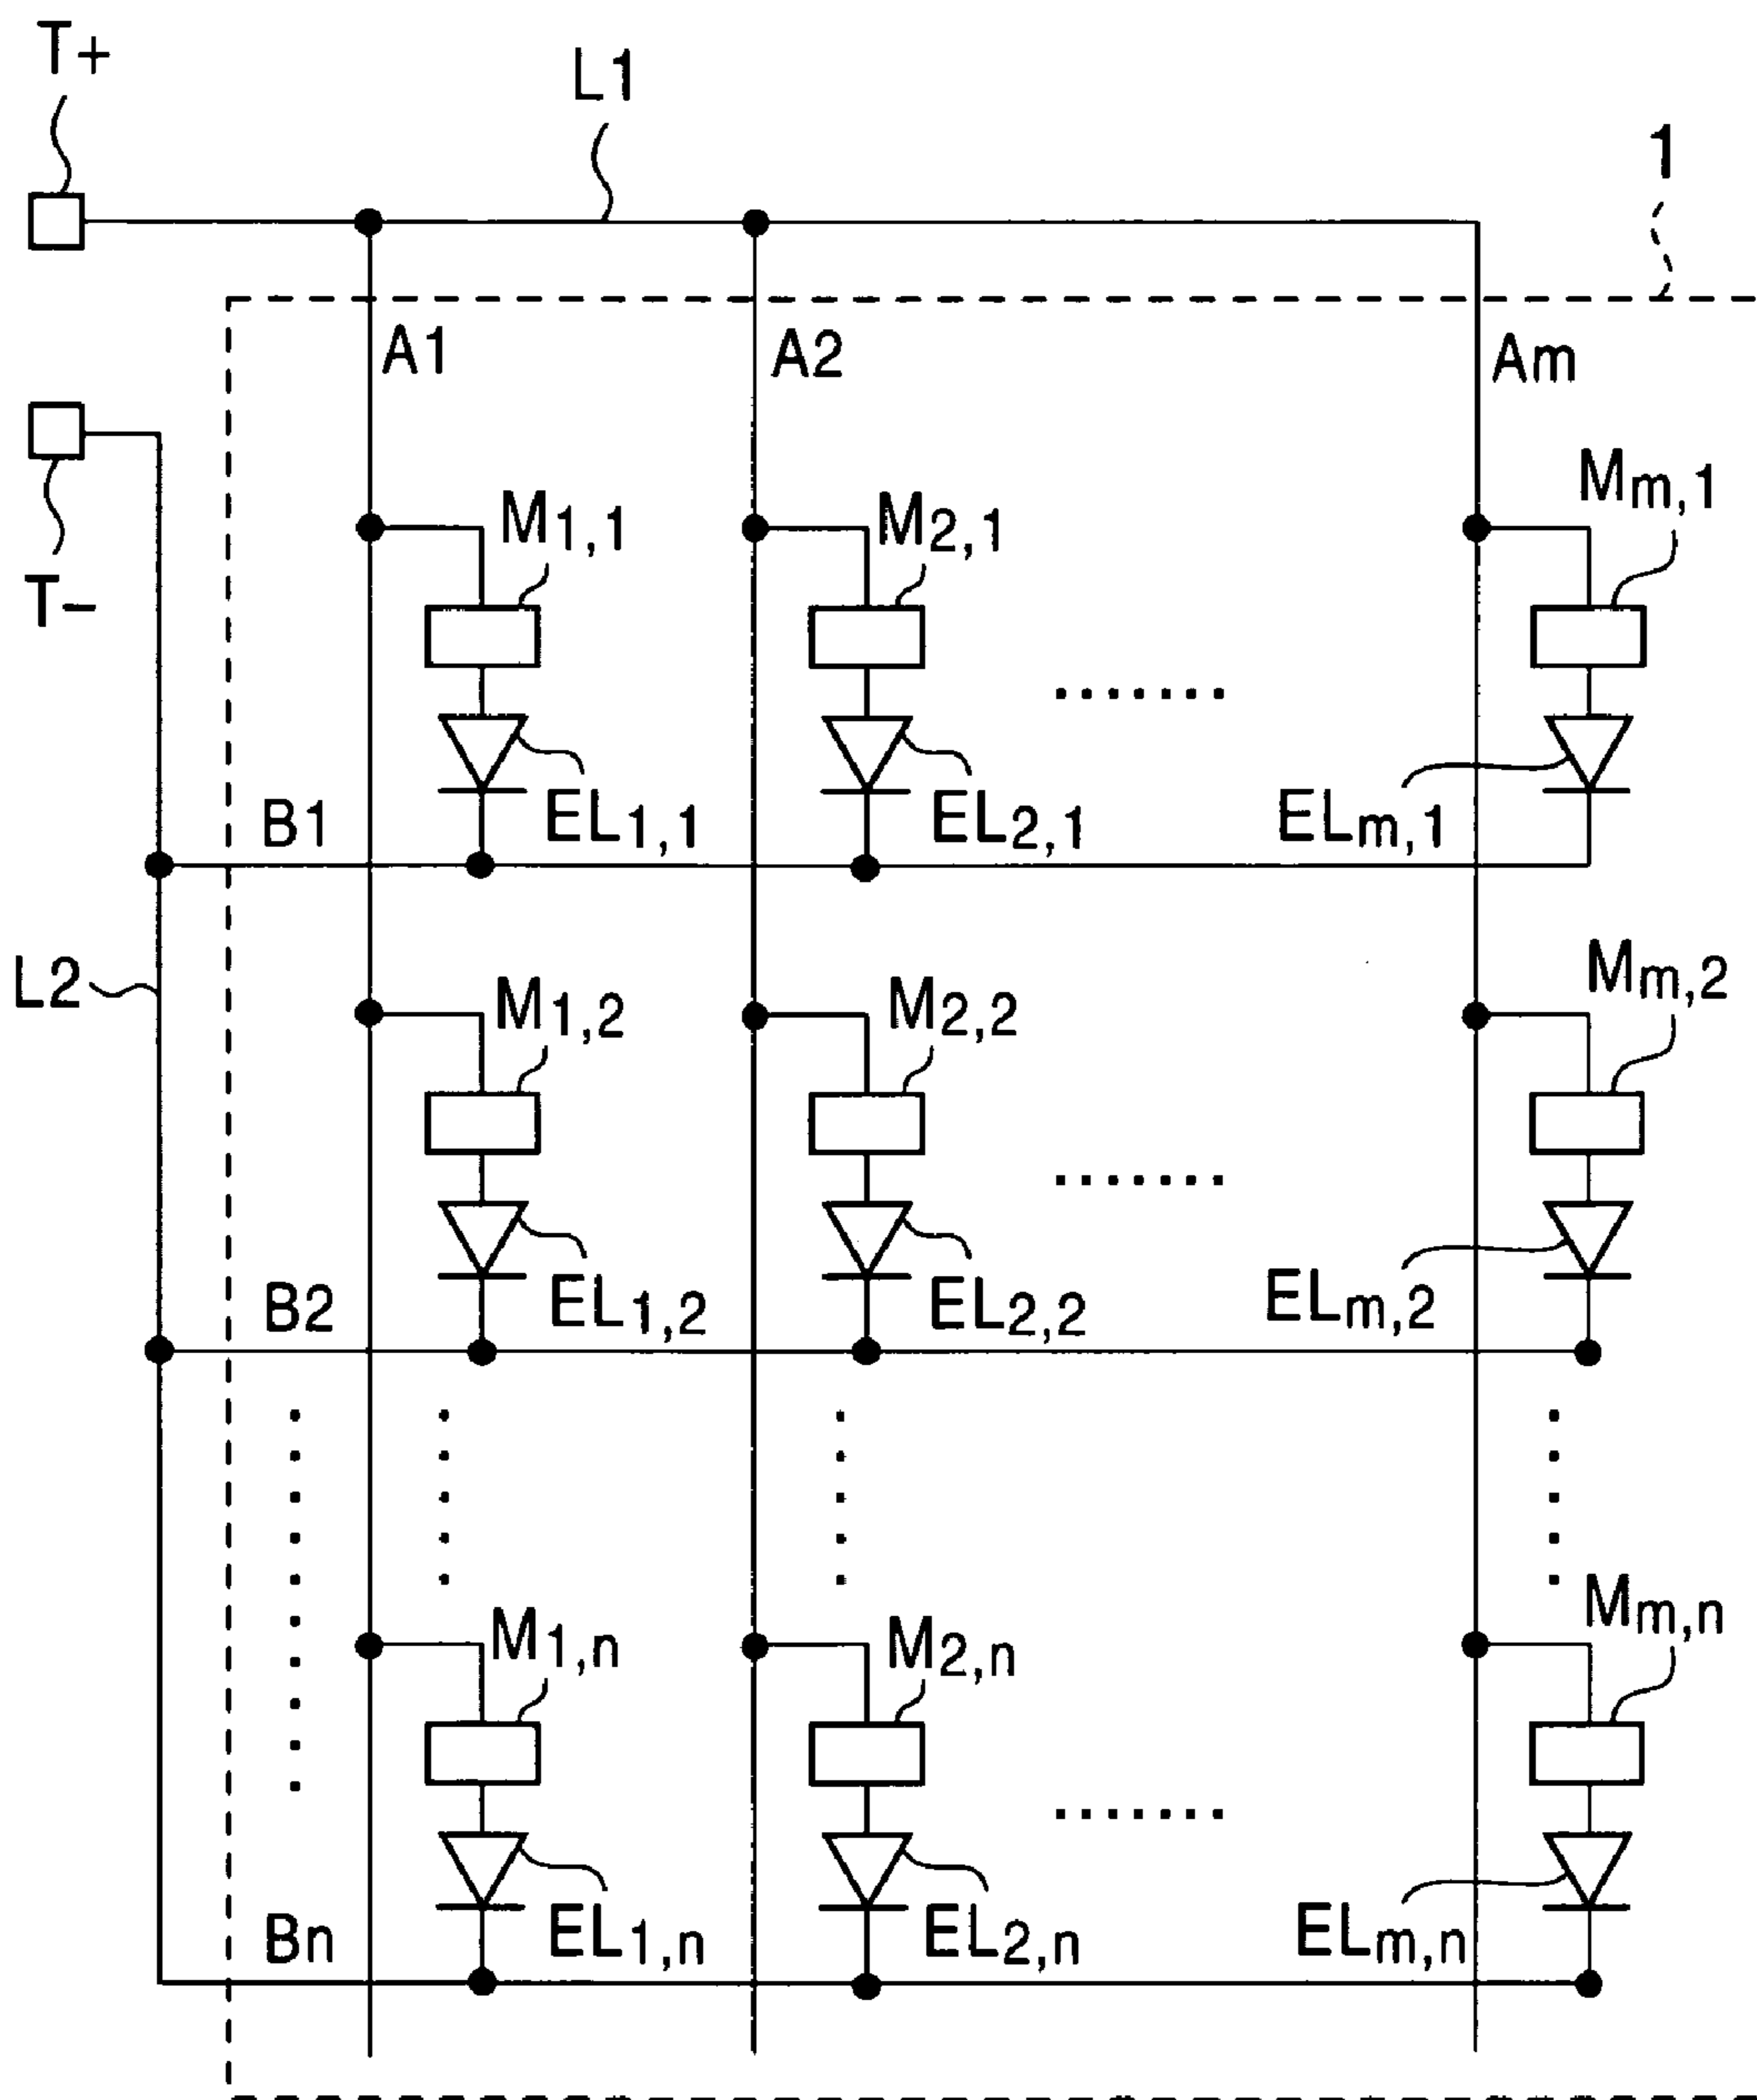 T+
L1
1
A1
A2
Am
T-
M1,1
M2,1
Mm,1
EL1,1
EL2,1
ELm,1
B1
L2
M1,2
M2,2
Mm,2
EL1,2
EL2,2
ELm,2
B2
M1,n
M2,n
Mm,n
EL1,n
EL2,n
ELm,n
Bn